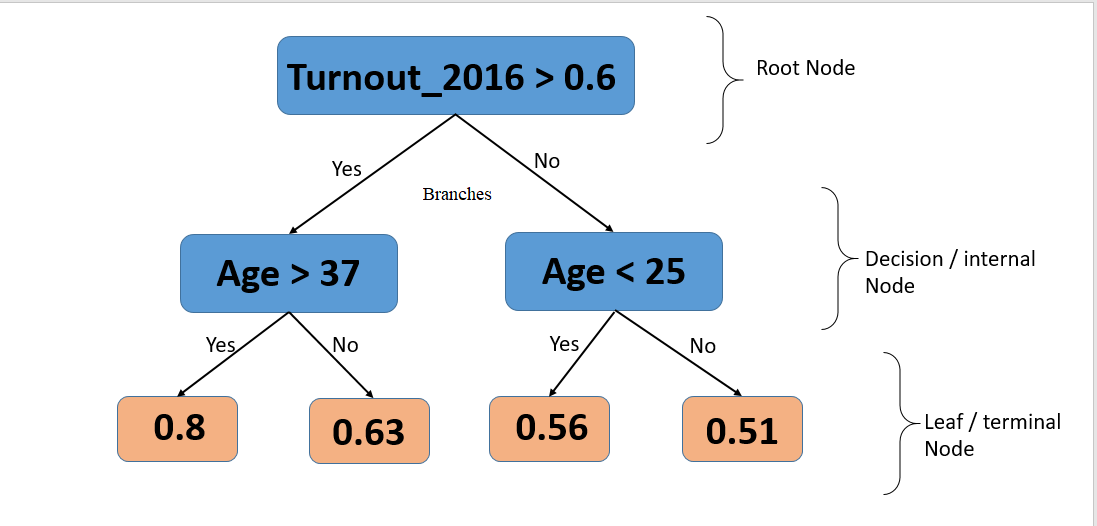 Turnout_2016 > 0.6
Root Node
Yes
No
Branches
Age > 37
Age < 25
Decision / internal
Node
Yes
No
Yes
No
0.8
0.63
0.56
0.51
Leaf / terminal
Node